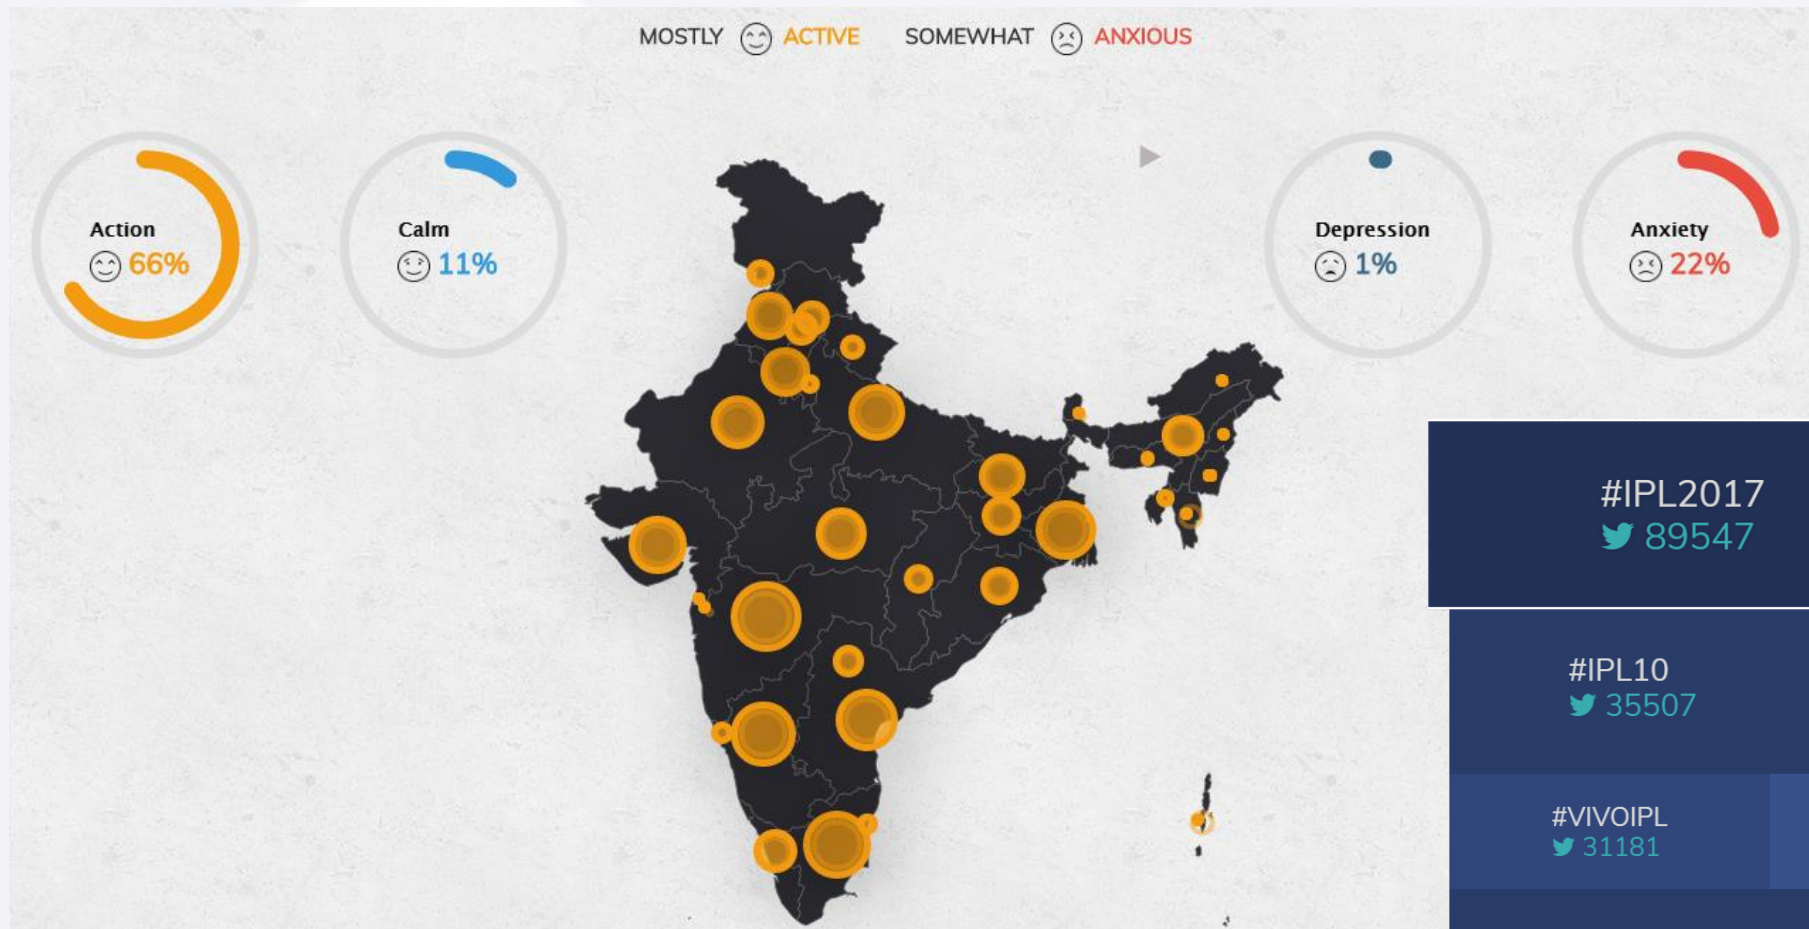 MOSTLY ACTIVE SOMEWHAT ANXIOUS
Action
66%
Calm
11%
Depression
1%
Anxiety
22%
#IPL2017
89547
#IPL10
35507
#VIVOIPL
31181